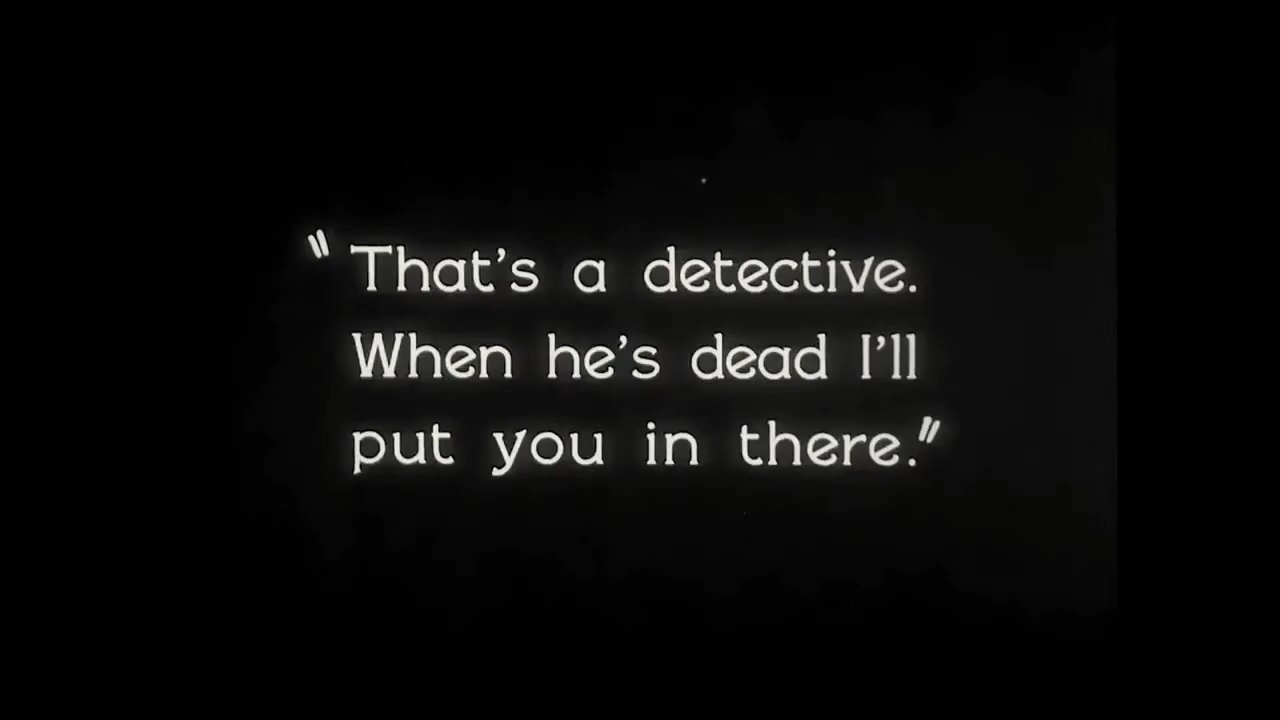 "That's a detective.
When he's dead I'll
put you in there."